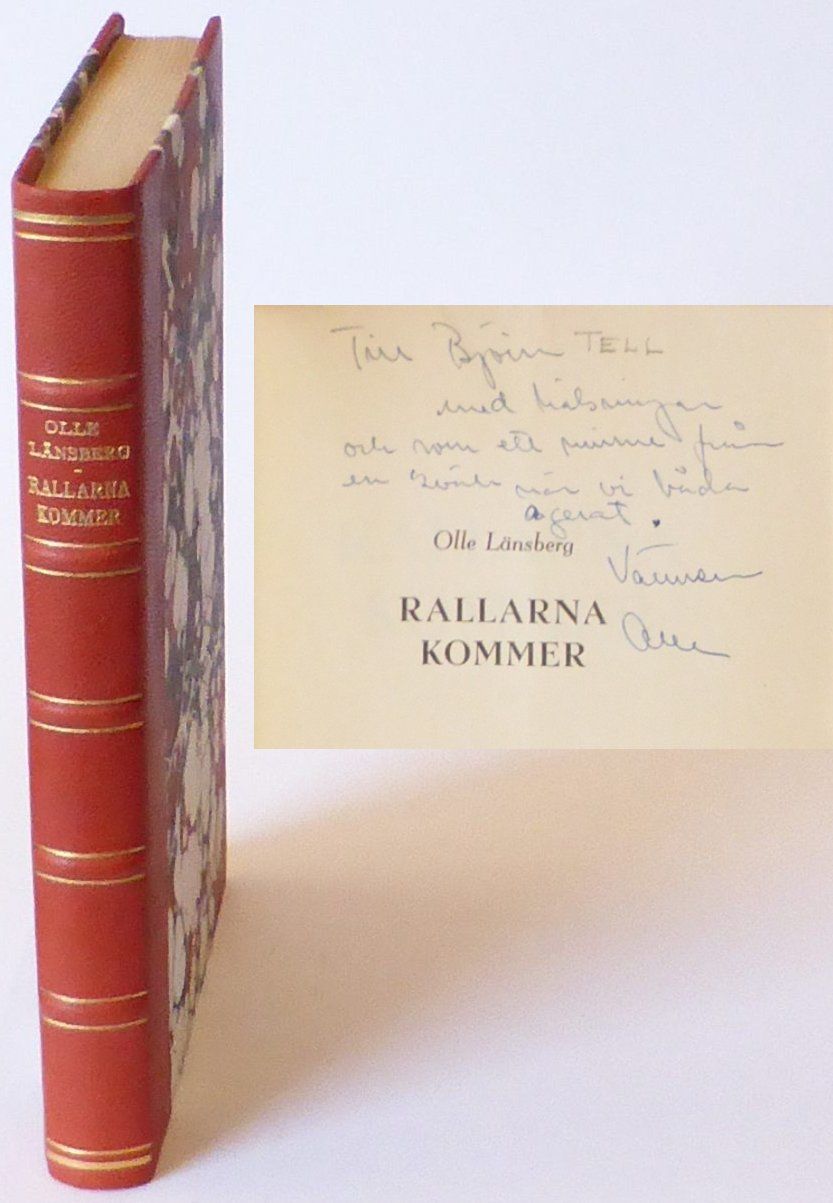 OLLE
LÄNSBERG
-
RALLARNA
KOMMER
Till Björn TELL
med hälsningar
och som ett minne från
en kväll när vi båda
agerat.
Olle Länsberg
Vännen
RALLARNA
Olle
KOMMER